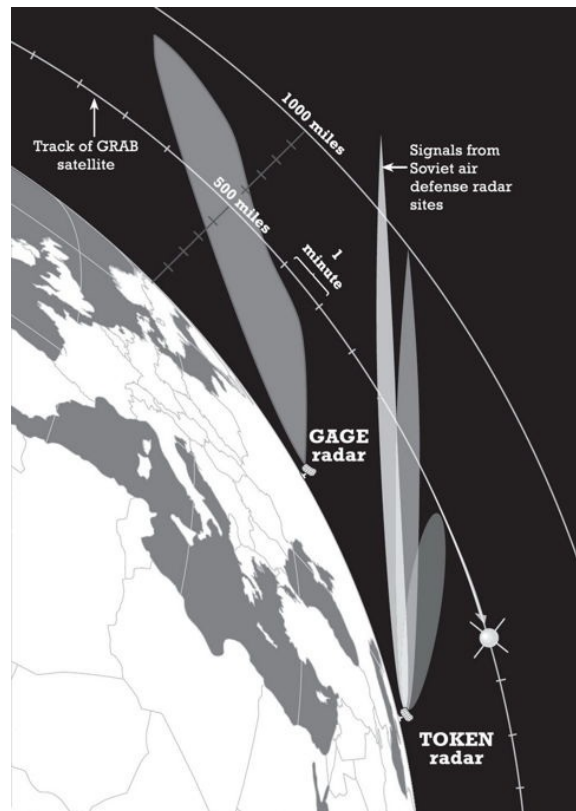 1000 miles
Track of GRAB
satellite
Signals from
Soviet air
defense radar
sites
500 miles
1
minute
GAGE
radar
TOKEN
radar